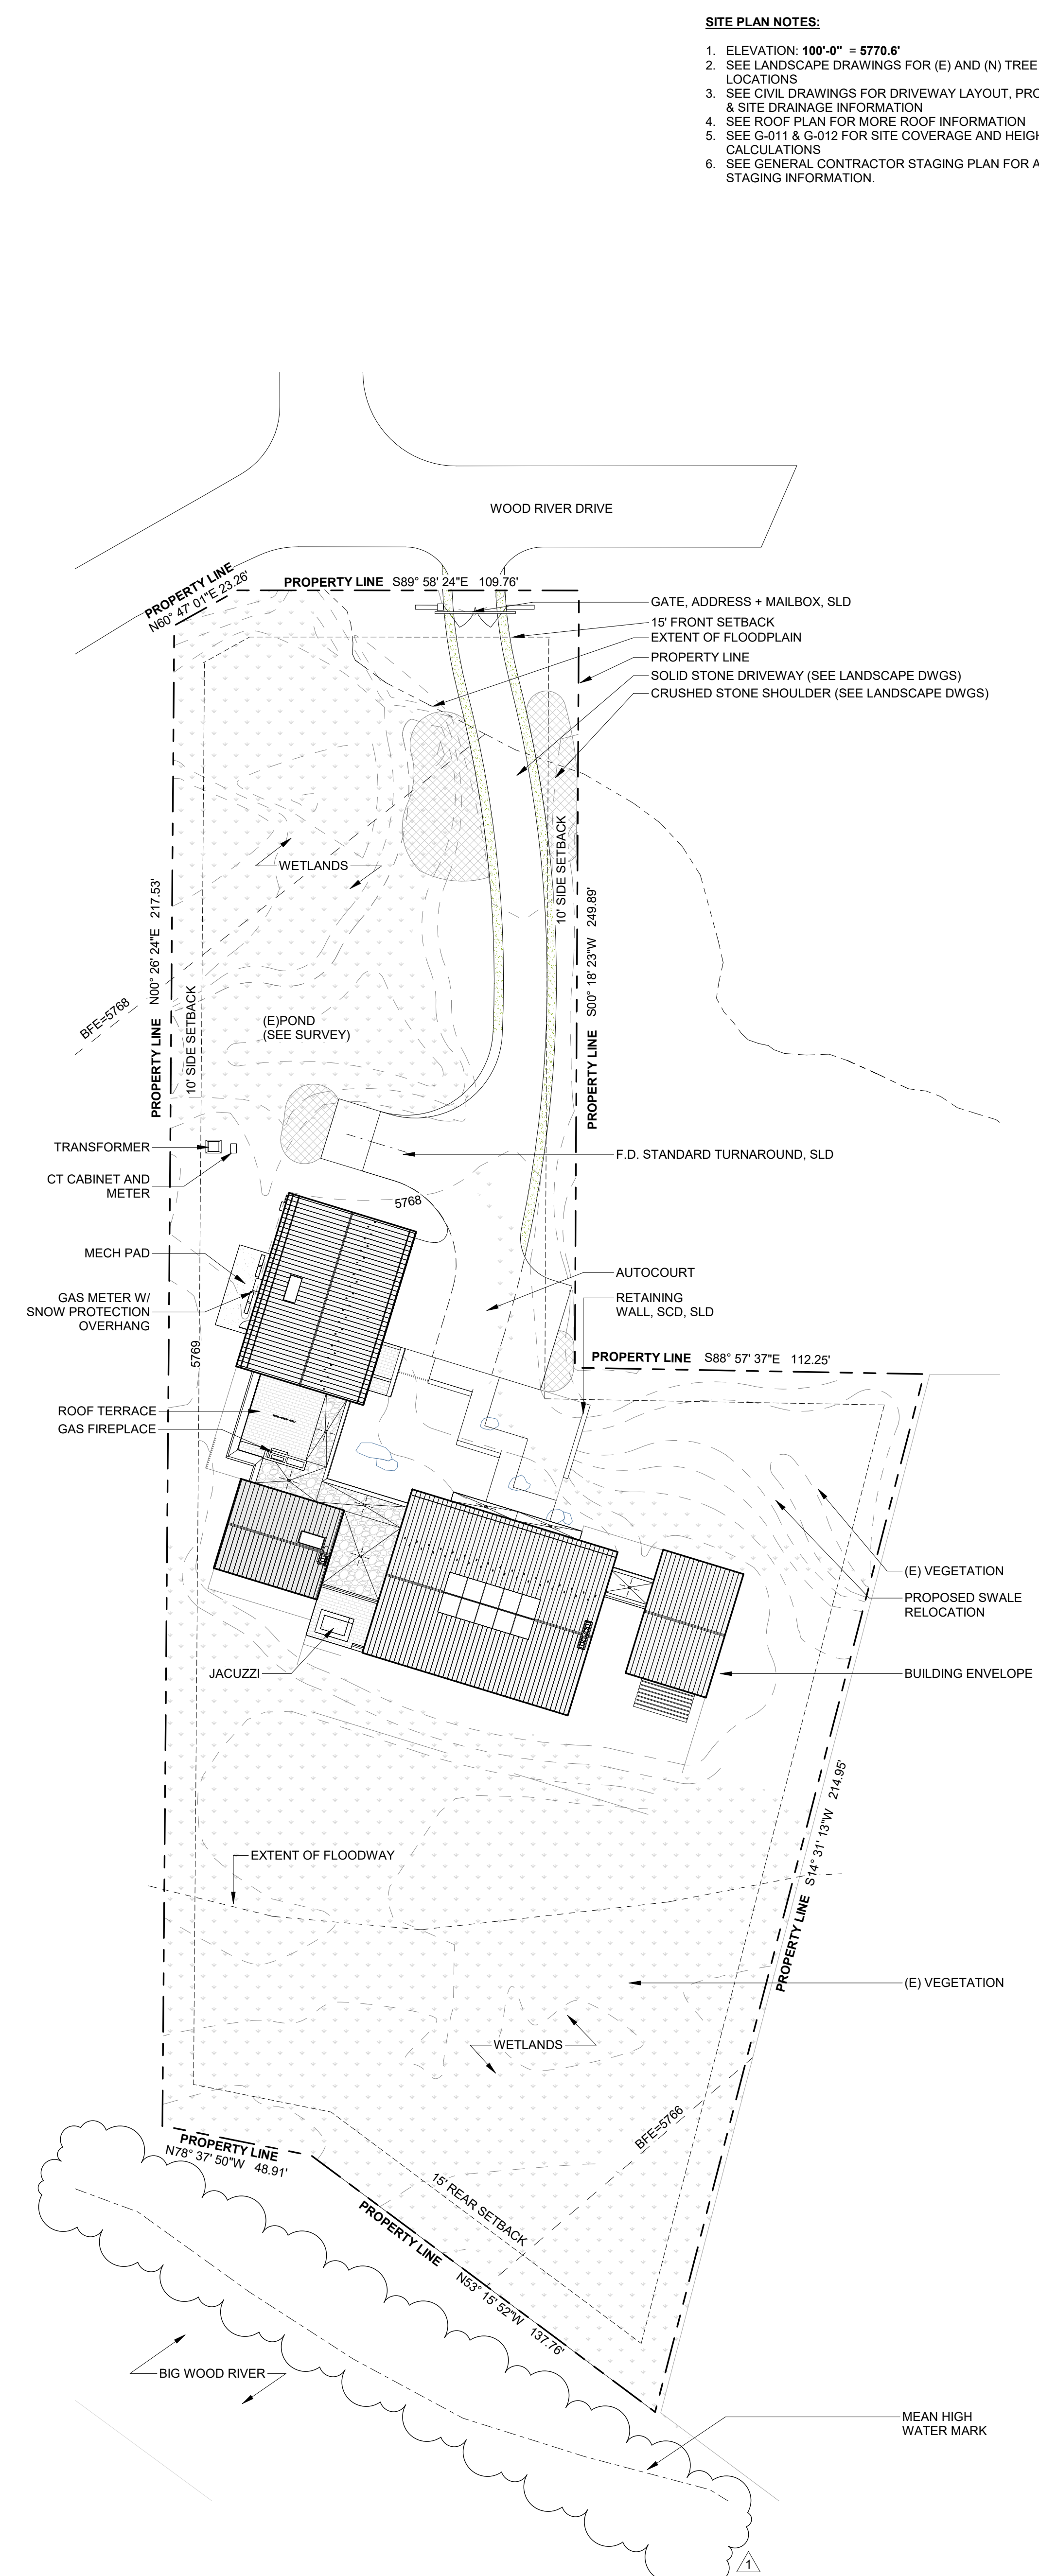 SITE PLAN NOTES:
1. ELEVATION: 100'-0" = 5770.6'
2. SEE LANDSCAPE DRAWINGS FOR (E) AND (N) TREE
LOCATIONS
3. SEE CIVIL DRAWINGS FOR DRIVEWAY LAYOUT, PRO
& SITE DRAINAGE INFORMATION
4. SEE ROOF PLAN FOR MORE ROOF INFORMATION
5. SEE G-011 & G-012 FOR SITE COVERAGE AND HEIGH
CALCULATIONS
6. SEE GENERAL CONTRACTOR STAGING PLAN FOR A
STAGING INFORMATION.
WOOD RIVER DRIVE
PROPERTY LINE
N60° 47' 01"E 23.26'
PROPERTY LINE S89° 58' 24"E 109.76'
GATE, ADDRESS + MAILBOX, SLD
15' FRONT SETBACK
EXTENT OF FLOODPLAIN
PROPERTY LINE
SOLID STONE DRIVEWAY (SEE LANDSCAPE DWGS)
CRUSHED STONE SHOULDER (SEE LANDSCAPE DWGS)
WETLANDS
10' SIDE SETBACK
PROPERTY LINE N00° 26' 24"E 217.53'
PROPERTY LINE S00° 18' 23"W 249.89'
BFE=5768
10' SIDE SETBACK
(E)POND
(SEE SURVEY)
TRANSFORMER
CT CABINET AND
METER
F.D. STANDARD TURNAROUND, SLD
5768
MECH PAD
GAS METER W/
SNOW PROTECTION
OVERHANG
AUTOCOURT
RETAINING
WALL, SCD, SLD
5769
PROPERTY LINE S88° 57' 37"E 112.25'
ROOF TERRACE
GAS FIREPLACE
(E) VEGETATION
PROPOSED SWALE
RELOCATION
JACUZZI
BUILDING ENVELOPE
PROPERTY LINE S14° 31' 13"W 214.95'
EXTENT OF FLOODWAY
(E) VEGETATION
WETLANDS
BFE=5766
PROPERTY LINE
N78° 37' 50"W 48.91'
15' REAR SETBACK
PROPERTY LINE N53° 15' 52"W 137.76'
BIG WOOD RIVER
MEAN HIGH
WATER MARK
1